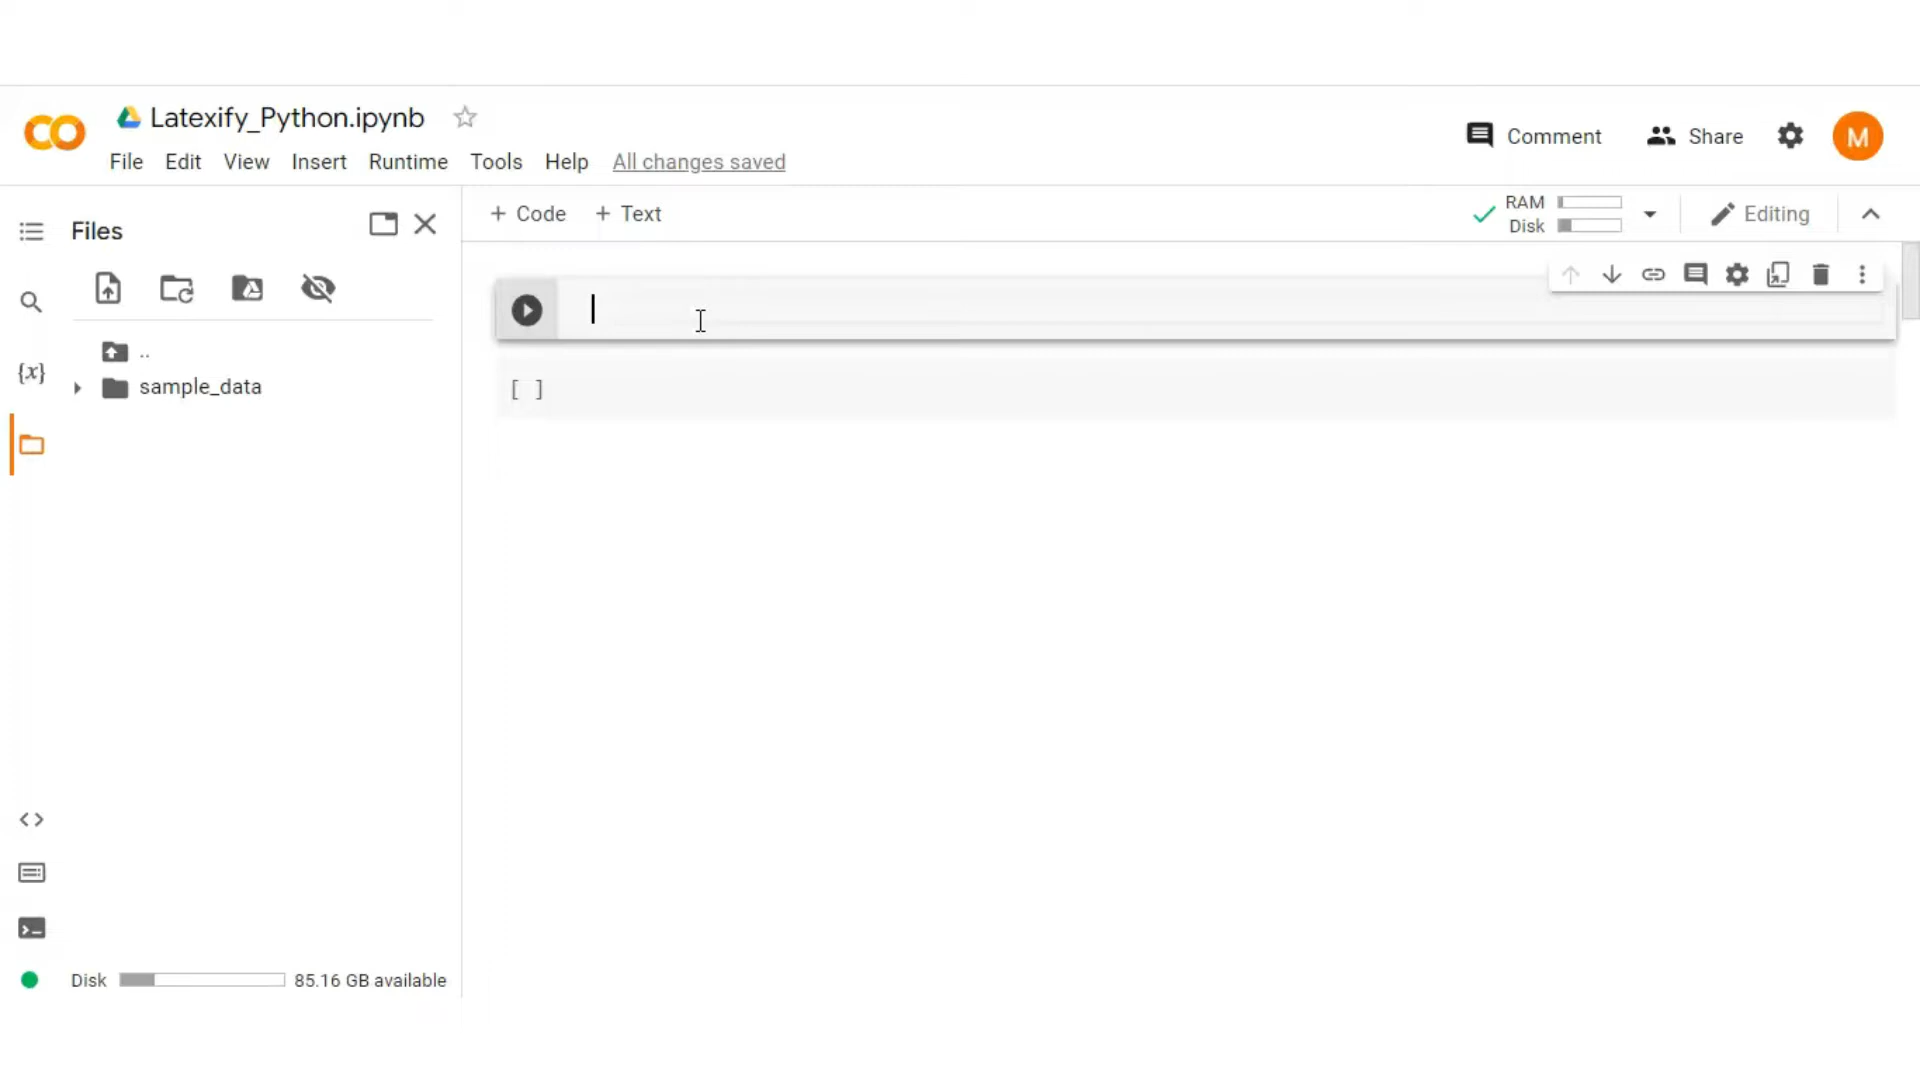 Latexify_Python.ipynb
File Edit View Insert Runtime Tools Help All changes saved
Comment Share M
Files
+ Code + Text
RAM
Disk
Editing
..
{x}
sample_data
[ ]
Disk 85.16 GB available